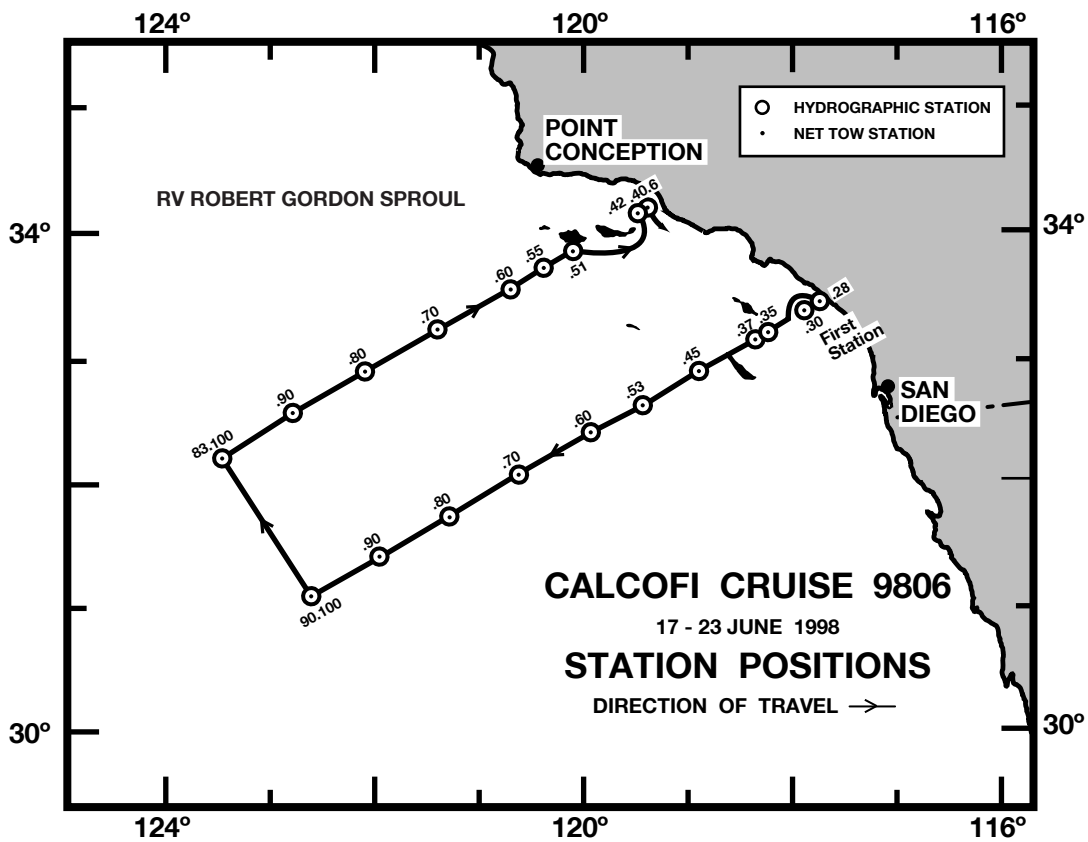 124º 120º 116º
HYDROGRAPHIC STATION
NET TOW STATION
POINT
CONCEPTION
RV ROBERT GORDON SPROUL
34º
34º
.42 .40.6
.55
.51
.60
.70
.80
.90
83.100
.28
.30
First
Station
.35
.37
.45
.53
.60
.70
.80
.90
90.100
SAN
DIEGO
CALCOFI CRUISE 9806
17 - 23 JUNE 1998
STATION POSITIONS
DIRECTION OF TRAVEL
30º
30º
124º 120º 116º